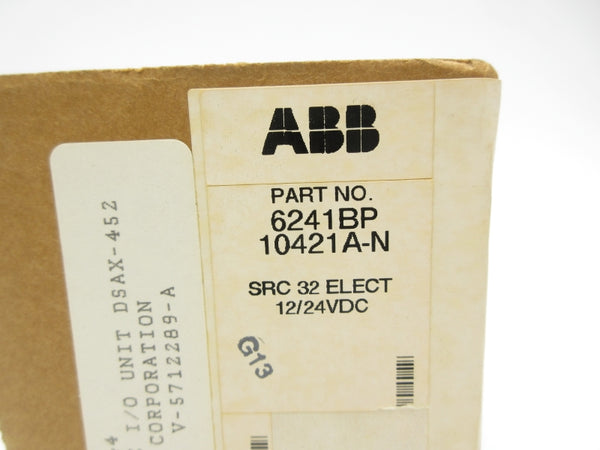 ABB
PART NO.
6241BP
10421A-N
SRC 32 ELECT
12/24VDC
G13
I/O UNIT DSAX-452
CORPORATION
V-5712289-A